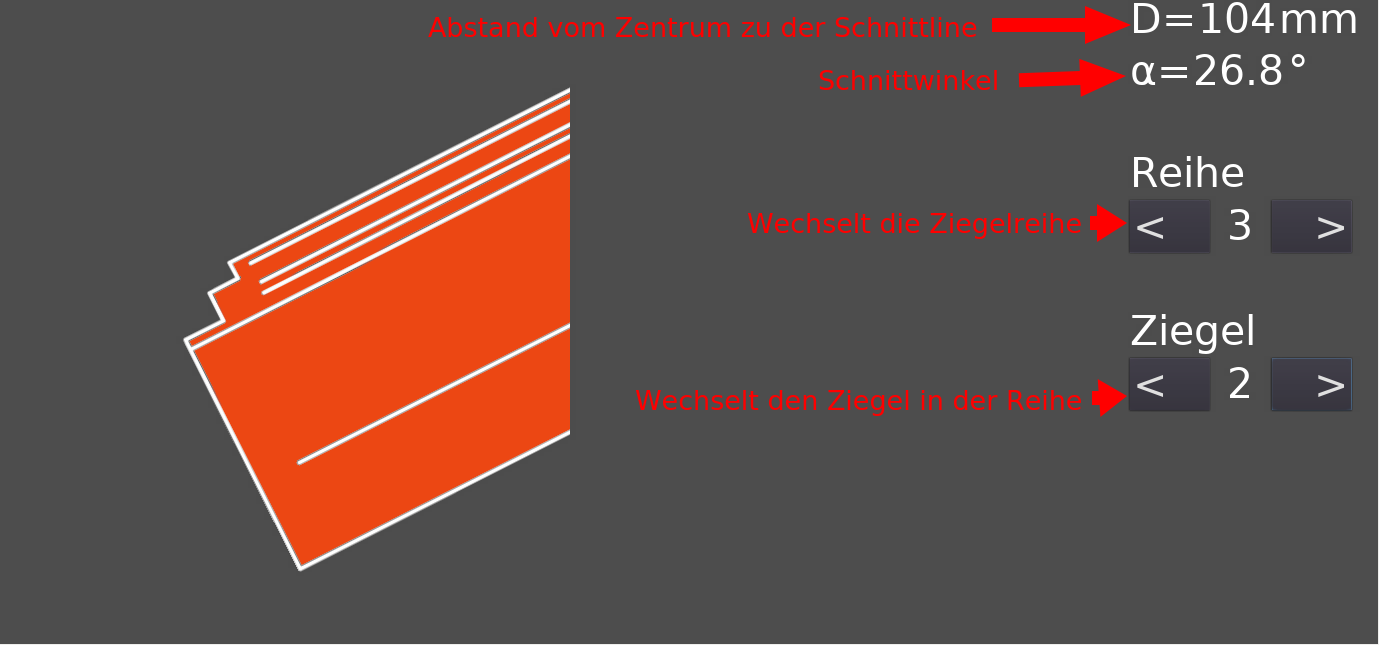 Abstand vom Zentrum zu der Schnittline D=104mm
Schnittwinkel α=26.8°
Reihe
Wechselt die Ziegelreihe < 3 >
Ziegel
Wechselt den Ziegel in der Reihe < 2 >